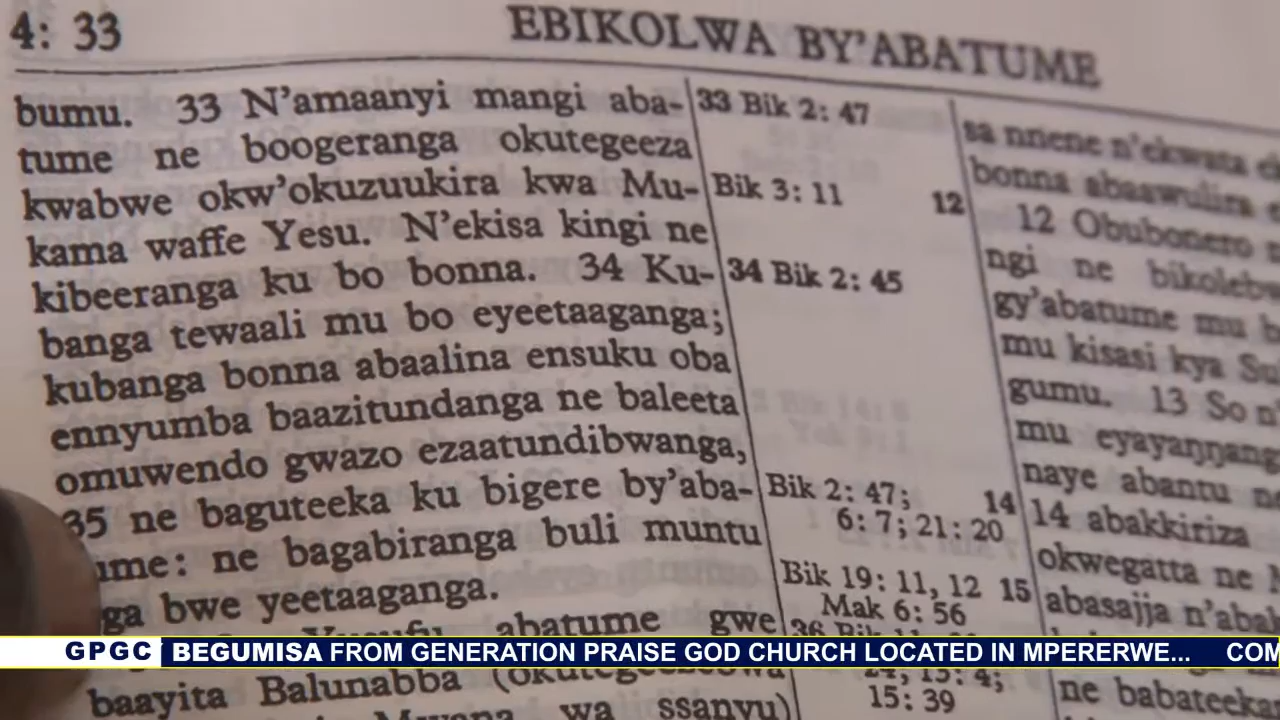 4: 33
EBIKOLWA BY'ABATUME
bumu. 33 N'amaanyi mangi aba-
tume ne boogeranga okutegeeza
kwabwe okw'okuzuukira kwa Mu-
kama waffe Yesu. N'ekisa kingi ne
kibeeranga ku bo bonna. 34 Ku-
banga tewaali mu bo eyeetaaganga;
kubanga bonna abaalina ensuku oba
ennyumba baazitundanga ne baleeta
omuwendo gwazo ezaatundibwanga,
35 ne baguteeka ku bigere by'aba-
ume: ne bagabiranga buli muntu
ga bwe yeetaaganga.
abatume gwe
baayita Balunabba
wa ssanyu)
33 Bik 2: 47
Bik 3: 11
12
34 Bik 2: 45
Bik 2: 47;
14
6: 7; 21: 20
Bik 19: 11, 12
15
Mak 6: 56
15: 39
sa nnene n'ekwata
bonna abaawulira
12 Obubonero
ngi ne
gy'abatume mu
mu kisasi kya
gumu. 13 So
mu
naye abantu
14 abakkiriza
okwegatta ne
abasajja
ne
GPGC BEGUMISA FROM GENERATION PRAISE GOD CHURCH LOCATED IN MPERERWE... COM